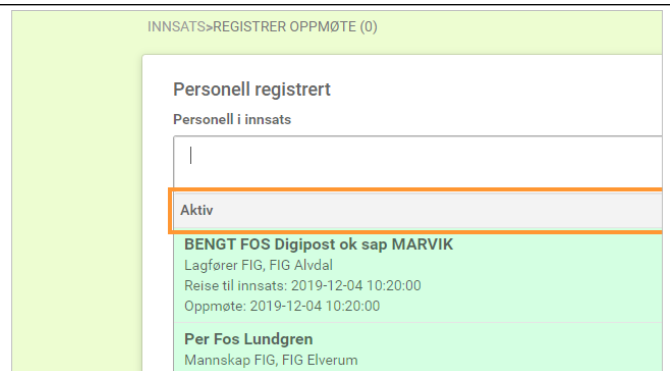 INNSATS>REGISTRER OPPMØTE (0)
Personell registrert
Personell i innsats
Aktiv
BENGT FOS Digipost ok sap MARVIK
Lagfører FIG, FIG Alvdal
Reise til innsats: 2019-12-04 10:20:00
Oppmøte: 2019-12-04 10:20:00
Per Fos Lundgren
Mannskap FIG, FIG Elverum